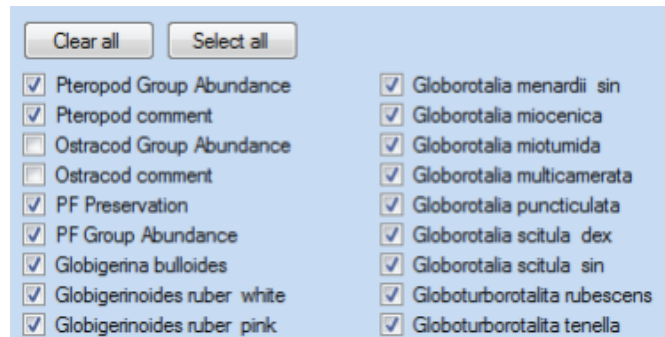 Clear all
Select all
Pteropod Group Abundance
Pteropod comment
Ostracod Group Abundance
Ostracod comment
PF Preservation
PF Group Abundance
Globigerina bulloides
Globigerinoides ruber white
Globigerinoides ruber pink
Globorotalia menardii sin
Globorotalia miocenica
Globorotalia miotumida
Globorotalia multicamerata
Globorotalia puncticulata
Globorotalia scitula dex
Globorotalia scitula sin
Globoturborotalita rubescens
Globoturborotalita tenella